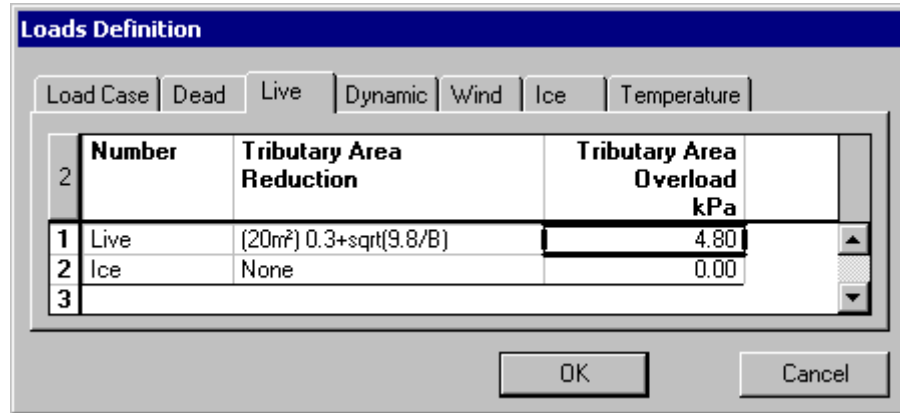 Loads Definition
Load Case Dead Live Dynamic Wind Ice Temperature
2 Number Tributary Area Reduction Tributary Area Overload kPa
1 Live (20m²) 0.3+sqrt(9.8/B) 4.80
2 Ice None 0.00
3
OK Cancel